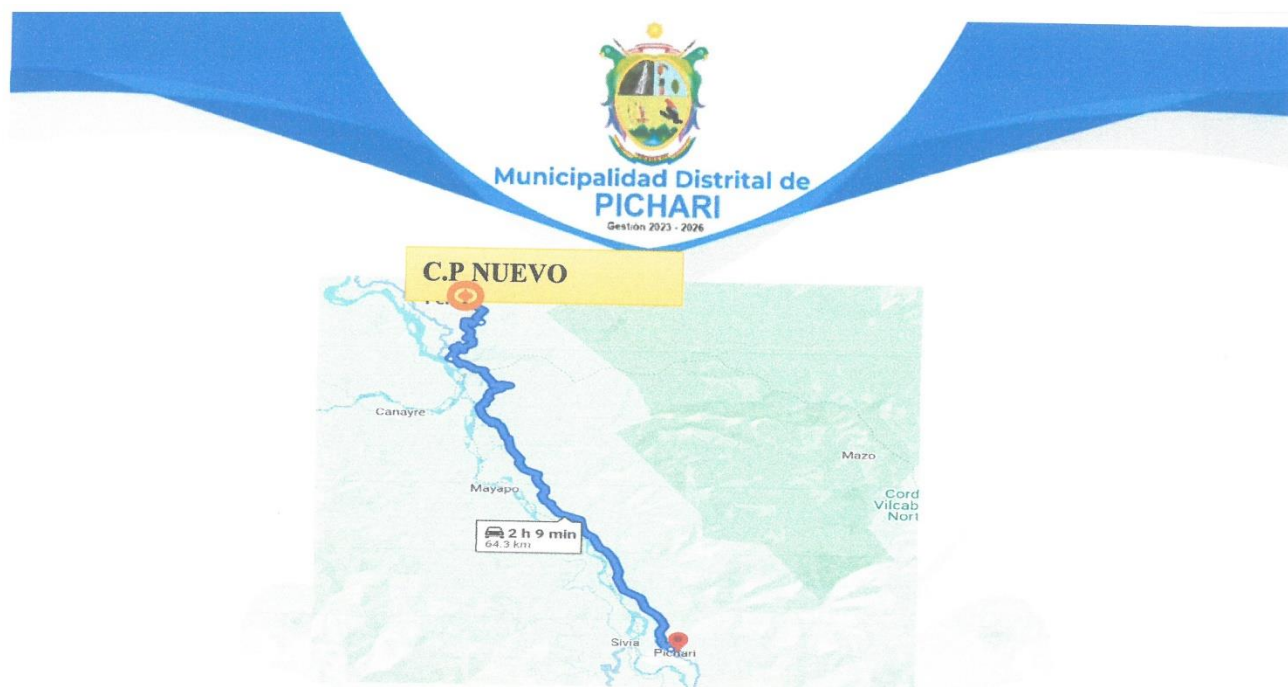 Municipalidad Distrital de
PICHARI
Gestión 2023 - 2026
C.P NUEVO
Canayre
Mazo
Mayapo
Cord
Vilcab
Nort
2 h 9 min
64.3 km
Sivia
Pichari